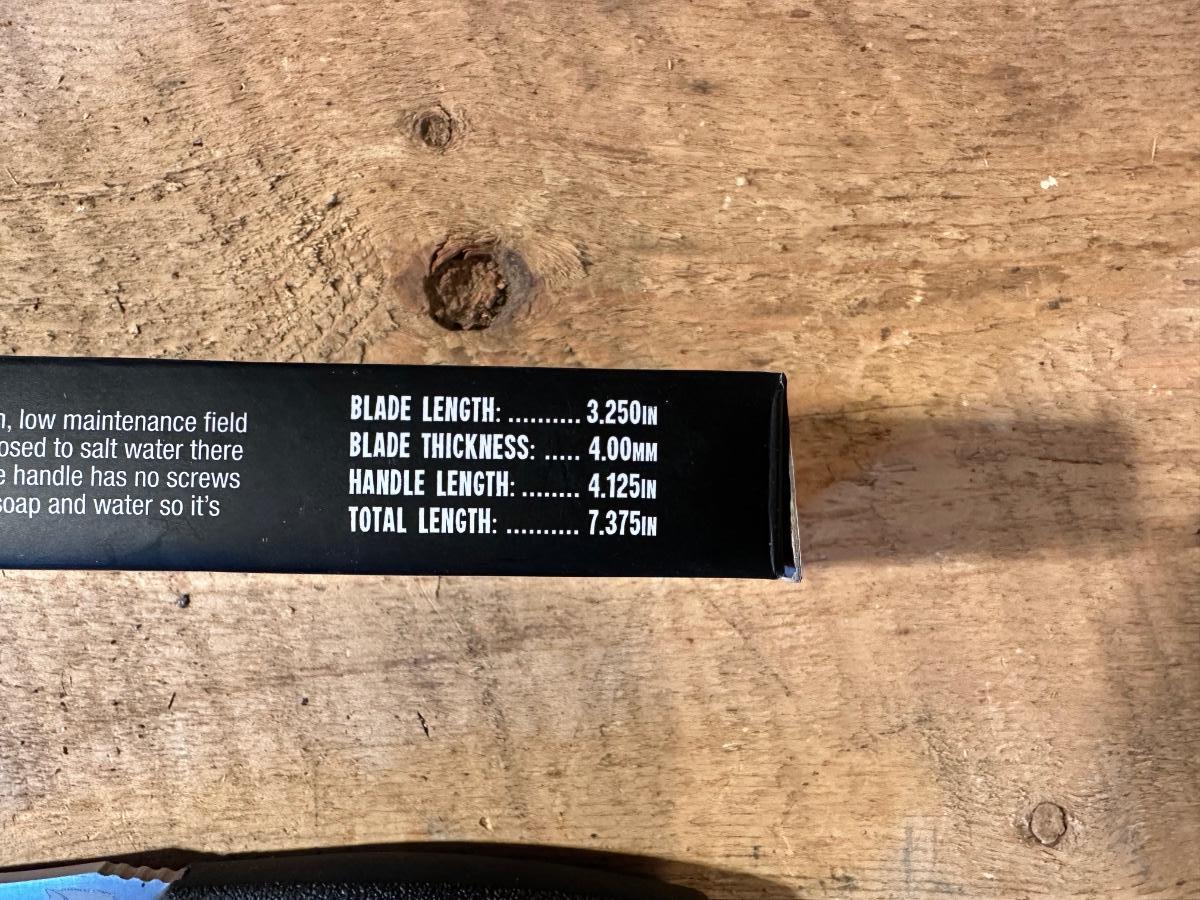 low maintenance field
to salt water there
handle has no screws
soap and water so it's
BLADE LENGTH: .......... 3.250IN
BLADE THICKNESS: ..... 4.00MM
HANDLE LENGTH: ........ 4.125IN
TOTAL LENGTH: .......... 7.375IN